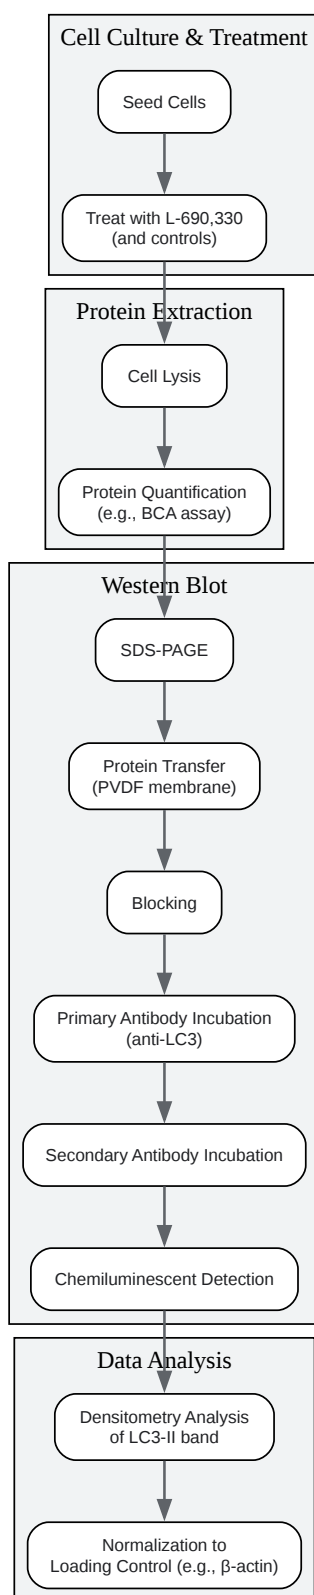 Cell Culture & Treatment
Seed Cells
Treat with L-690,330
(and controls)
Protein Extraction
Cell Lysis
Protein Quantification
(e.g., BCA assay)
Western Blot
SDS-PAGE
Protein Transfer
(PVDF membrane)
Blocking
Primary Antibody Incubation
(anti-LC3)
Secondary Antibody Incubation
Chemiluminescent Detection
Data Analysis
Densitometry Analysis
of LC3-II band
Normalization to
Loading Control (e.g., β-actin)